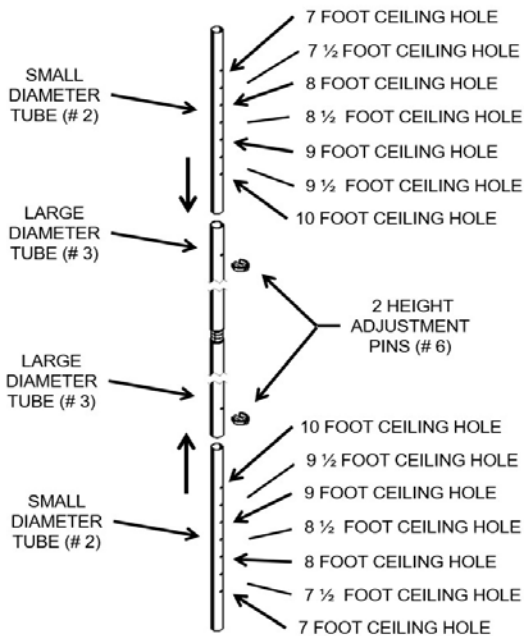 7 FOOT CEILING HOLE
7 ½ FOOT CEILING HOLE
8 FOOT CEILING HOLE
8 ½ FOOT CEILING HOLE
9 FOOT CEILING HOLE
9 ½ FOOT CEILING HOLE
10 FOOT CEILING HOLE
SMALL
DIAMETER
TUBE (# 2)
LARGE
DIAMETER
TUBE (# 3)
2 HEIGHT
ADJUSTMENT
PINS (# 6)
LARGE
DIAMETER
TUBE (# 3)
10 FOOT CEILING HOLE
9 ½ FOOT CEILING HOLE
9 FOOT CEILING HOLE
8 ½ FOOT CEILING HOLE
8 FOOT CEILING HOLE
7 ½ FOOT CEILING HOLE
7 FOOT CEILING HOLE
SMALL
DIAMETER
TUBE (# 2)